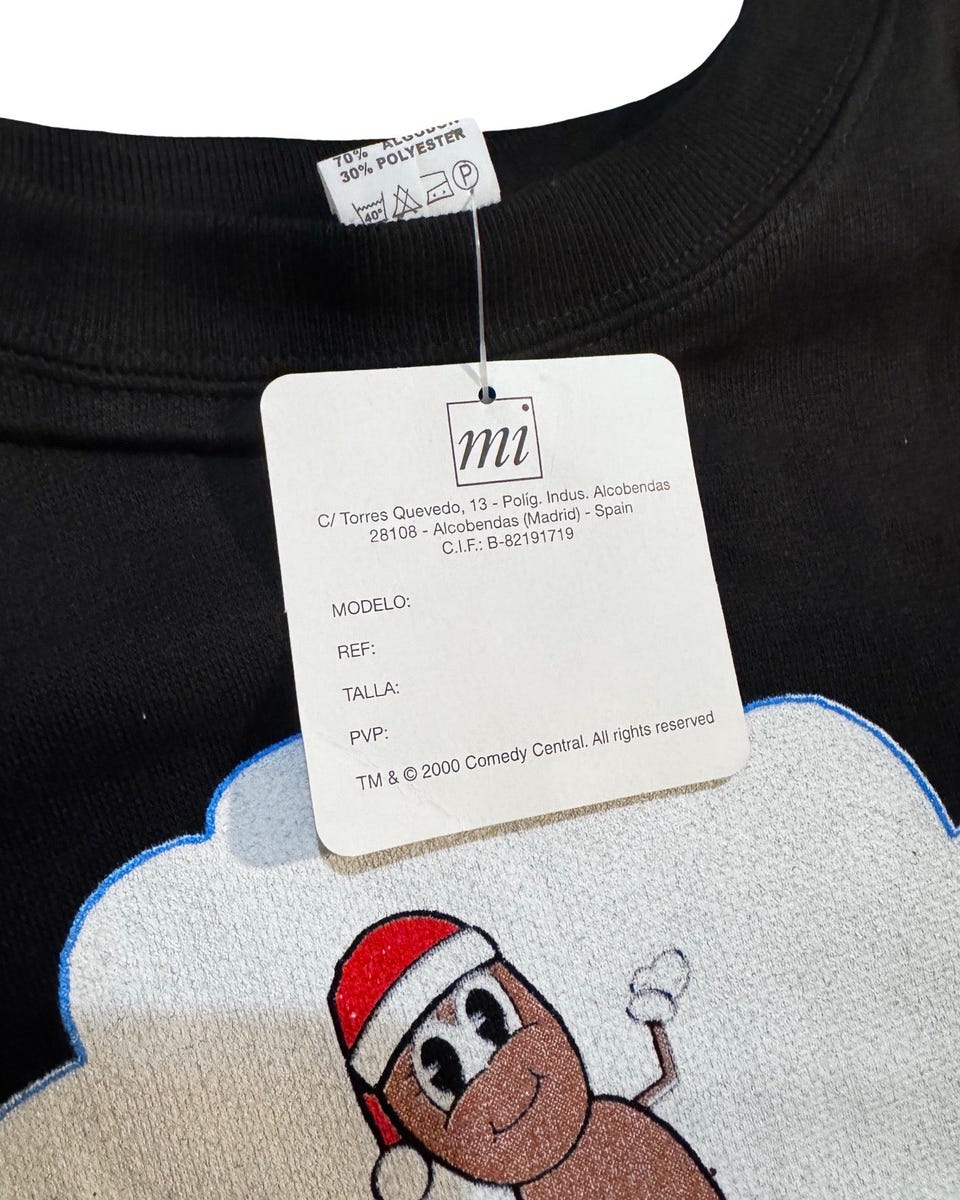 70% ALGODON
30% POLYESTER
40°
P
mi
C/ Torres Quevedo, 13 - Políg. Indus. Alcobendas
28108 - Alcobendas (Madrid) - Spain
C.I.F.: B-82191719
MODELO:
REF:
TALLA:
PVP:
TM & © 2000 Comedy Central. All rights reserved